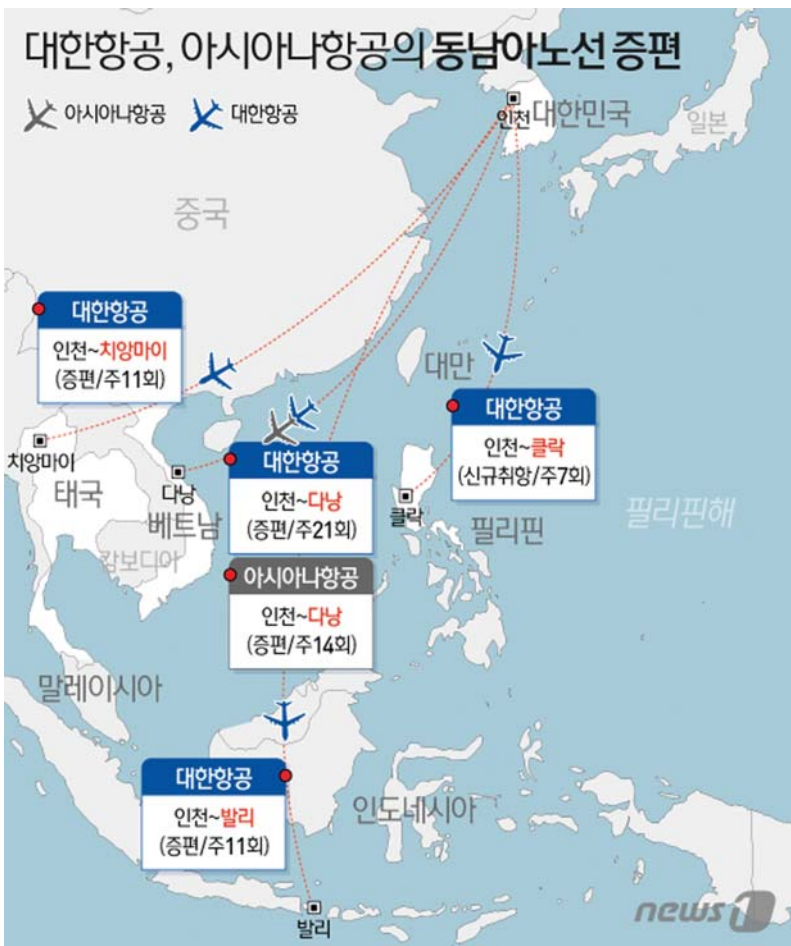 대한항공, 아시아나항공의 동남아노선 증편
아시아나항공 대한항공
인천 대한민국
일본
중국
대한항공
인천~치앙마이
(증편/주11회)
대만
대한항공
인천~클락
(신규취항/주7회)
치앙마이
태국
다낭
베트남
캄보디아
대한항공
인천~다낭
(증편/주21회)
클락
필리핀
필리핀해
아시아나항공
인천~다낭
(증편/주14회)
말레이시아
대한항공
인천~발리
(증편/주11회)
인도네시아
발리
news1